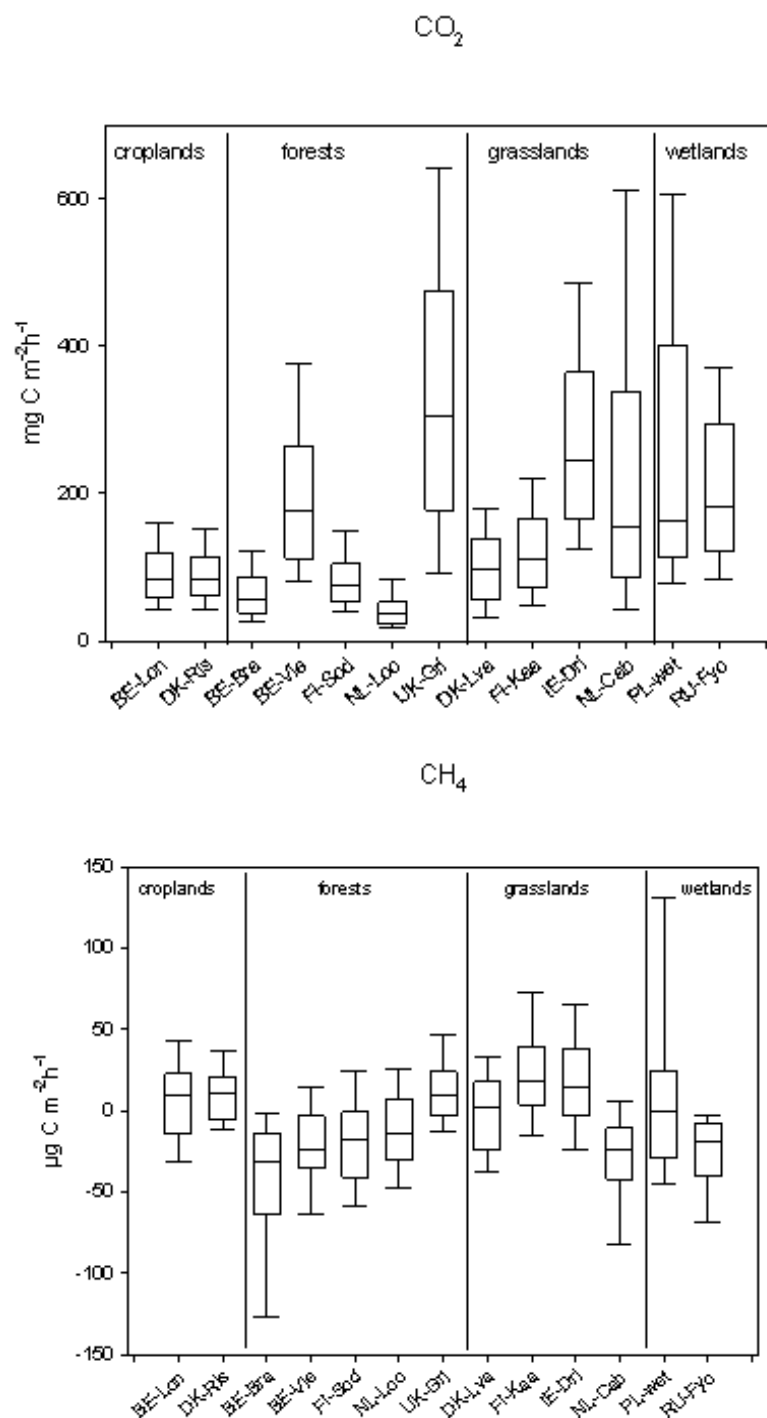 CO2
croplands forests grasslands wetlands
600
400
200
0
mg C m-2h-1
BE-Lon DK-Ris BE-Bra BE-Vie FI-Sod NL-Loo UK-Gri DK-Lva FI-Kaa IE-Dri NL-Cab PL-wet RU-Fyo
CH4
croplands forests grasslands wetlands
150
100
50
0
-50
-100
-150
µg C m-2h-1
BE-Lon DK-Ris BE-Bra BE-Vie FI-Sod NL-Loo UK-Gri DK-Lva FI-Kaa IE-Dri NL-Cab PL-wet RU-Fyo